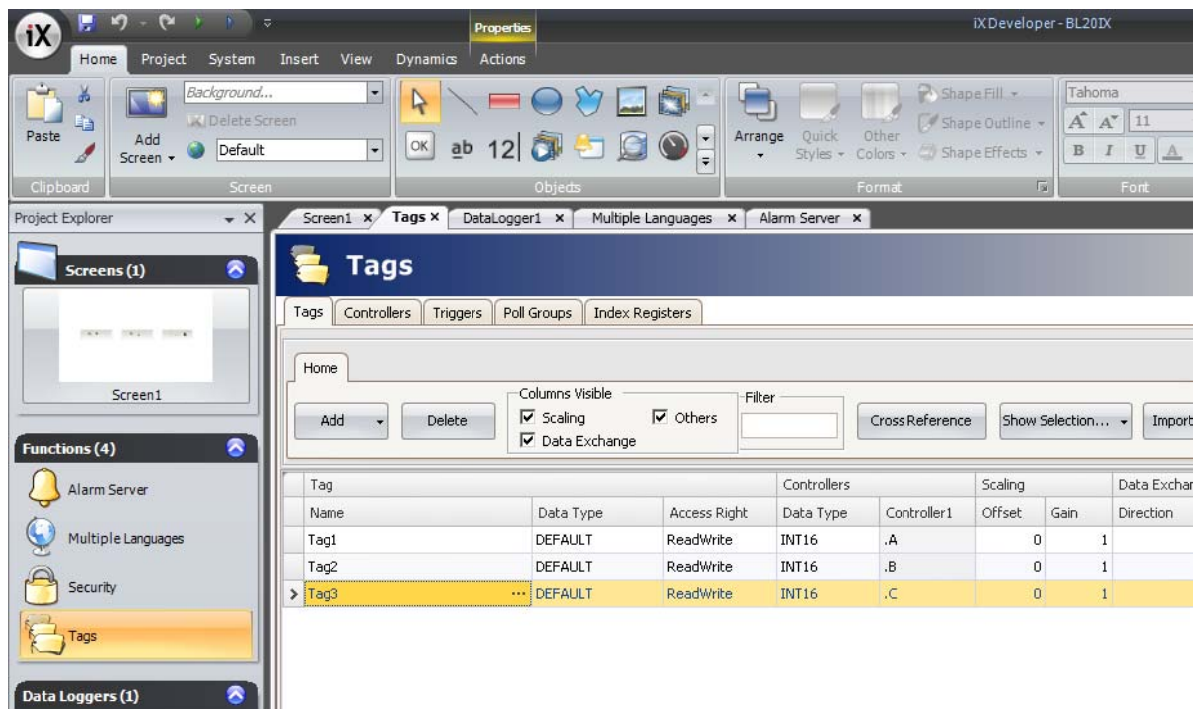 iX
Properties
iX Developer - BL20IX
Home Project System Insert View Dynamics Actions
Paste
Add Screen
Background...
Delete Screen
Default
OK
ab
12
Arrange
Quick Styles
Other Colors
Shape Fill
Shape Outline
Shape Effects
Tahoma
A A 11
B I U A
Clipboard Screen Objects Format Font
Project Explorer
Screen1 Tags DataLogger1 Multiple Languages Alarm Server
Screens (1)
Screen1
Functions (4)
Alarm Server
Multiple Languages
Security
Tags
Data Loggers (1)
Tags
Tags Controllers Triggers Poll Groups Index Registers
Home
Add Delete
Columns Visible
Scaling Others
Data Exchange
Filter
Cross Reference Show Selection... Import
Tag Controllers Scaling Data Exchan
Name Data Type Access Right Data Type Controller1 Offset Gain Direction
Tag1 DEFAULT ReadWrite INT16 .A 0 1
Tag2 DEFAULT ReadWrite INT16 .B 0 1
Tag3 ... DEFAULT ReadWrite INT16 .C 0 1